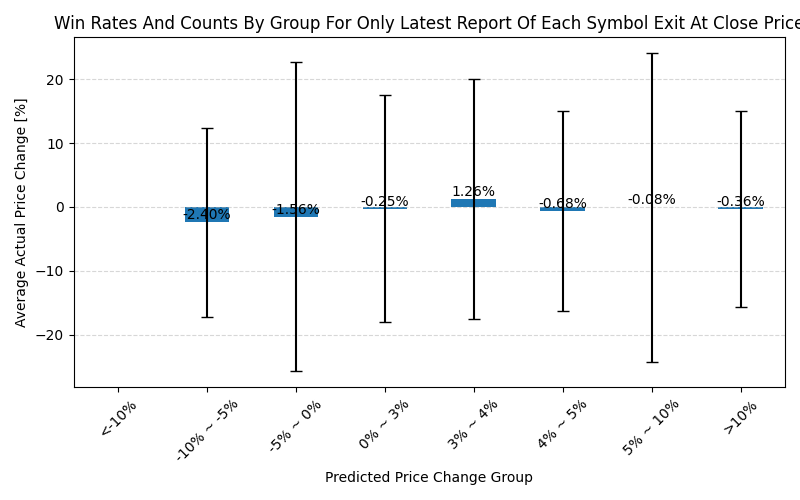 Win Rates And Counts By Group For Only Latest Report Of Each Symbol Exit At Close Price
Average Actual Price Change [%]
20
10
0
−10
−20
-2.40%
-1.56%
-0.25%
1.26%
-0.68%
-0.08%
-0.36%
<-10%
-10% ~ -5%
-5% ~ 0%
0% ~ 3%
3% ~ 4%
4% ~ 5%
5% ~ 10%
>10%
Predicted Price Change Group